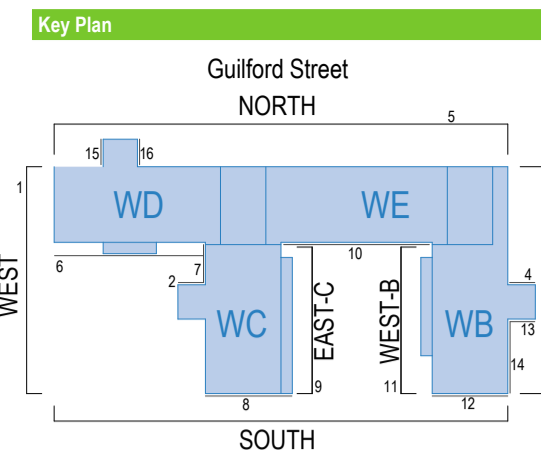 Key Plan
Guilford Street
NORTH
5
15
16
1
WD
WE
WEST
6
7
10
2
4
WC
EAST-C
WEST-B
WB
13
14
9
11
8
12
SOUTH